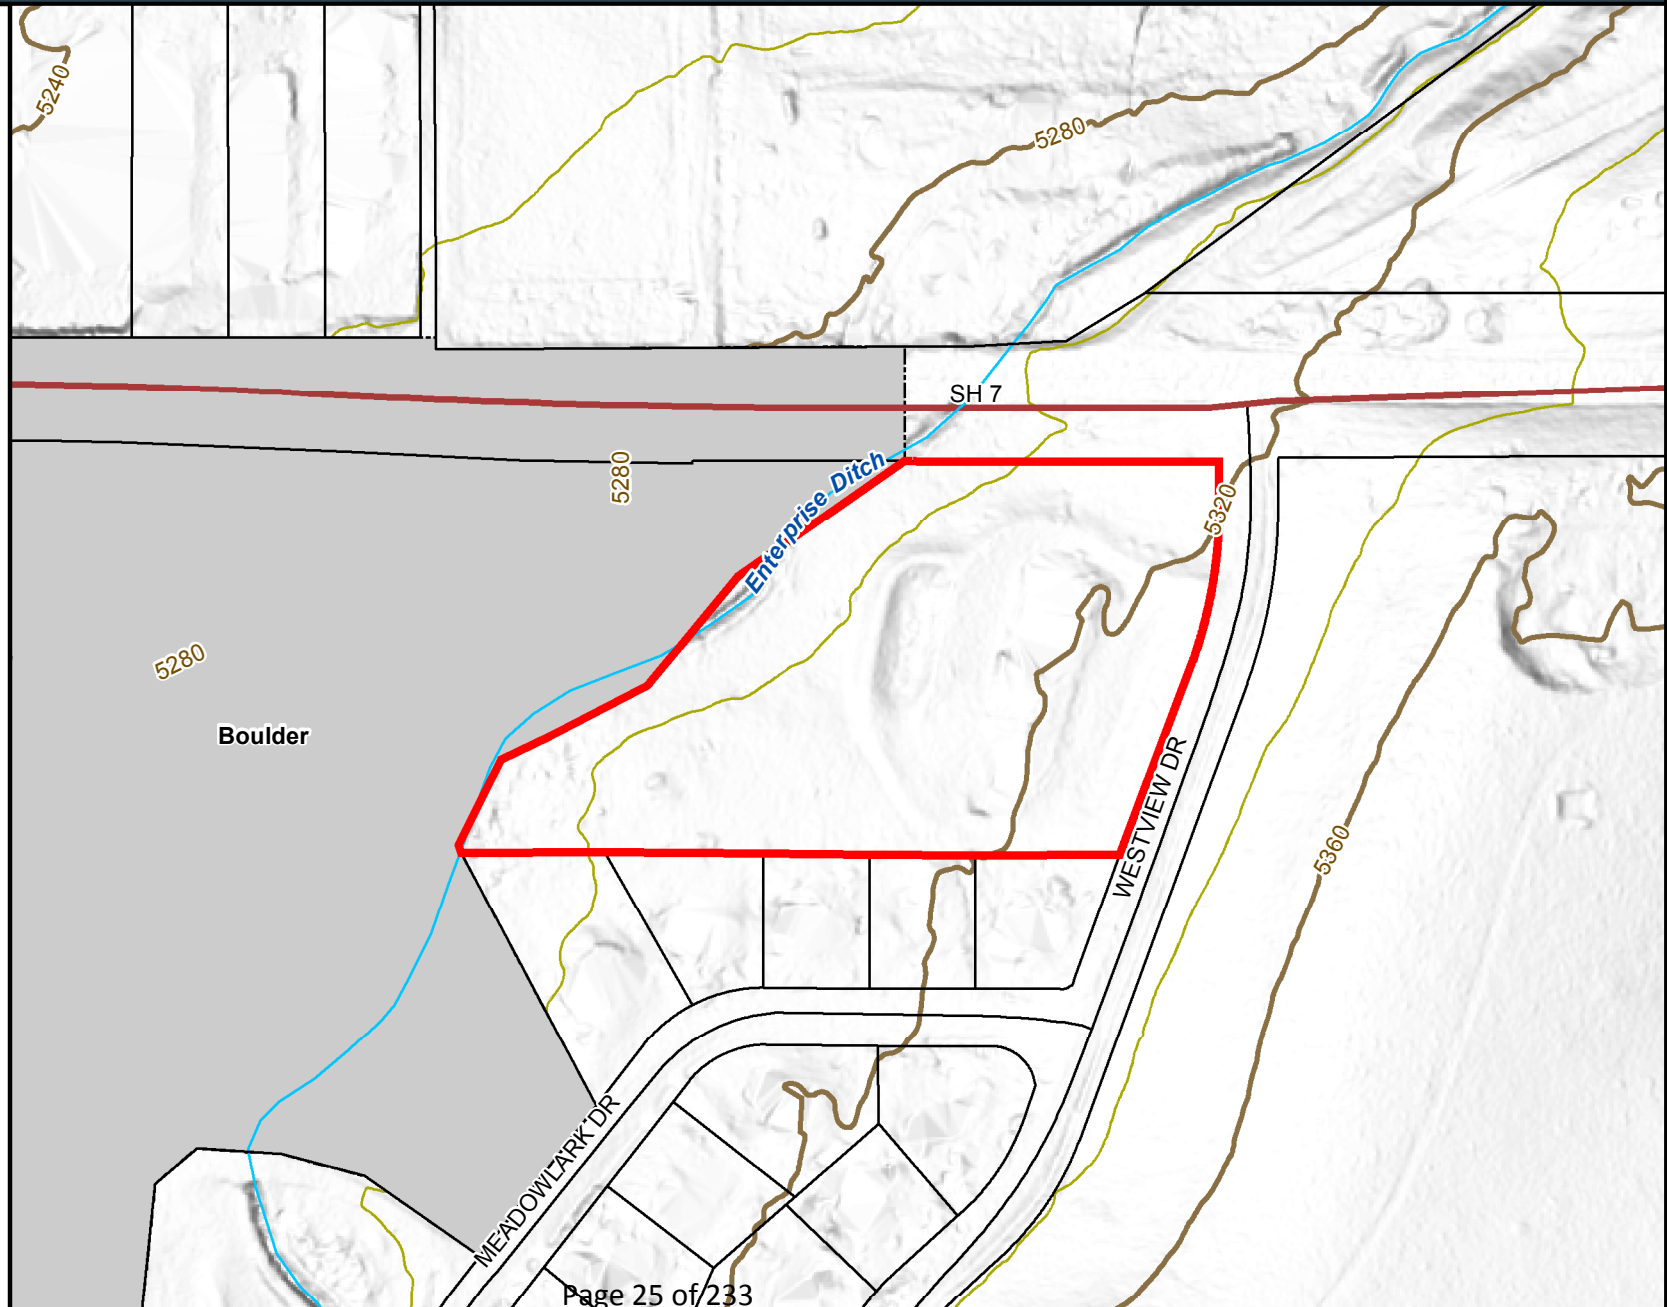 5240
5280
SH 7
5280
Enterprise Ditch
5320
5280
Boulder
WESTVIEW DR
5360
MEADOWLARK DR
Page 25 of 233